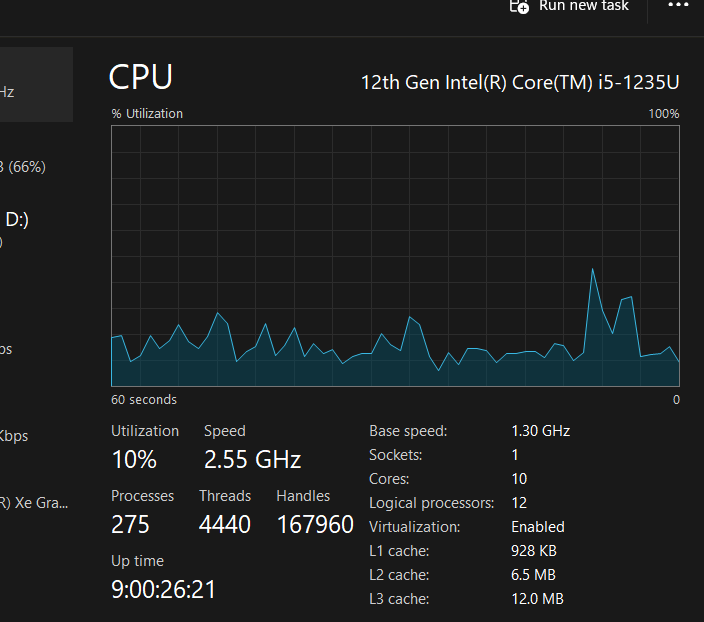 Run new task
CPU
12th Gen Intel(R) Core(TM) i5-1235U
Hz
% Utilization
100%
(66%)
D:)
60 seconds
0
Kbps
R) Xe Gra...
Utilization
Speed
10%
2.55 GHz
Processes
Threads
Handles
275
4440
167960
Up time
9:00:26:21
Base speed:
1.30 GHz
Sockets:
1
Cores:
10
Logical processors:
12
Virtualization:
Enabled
L1 cache:
928 KB
L2 cache:
6.5 MB
L3 cache:
12.0 MB